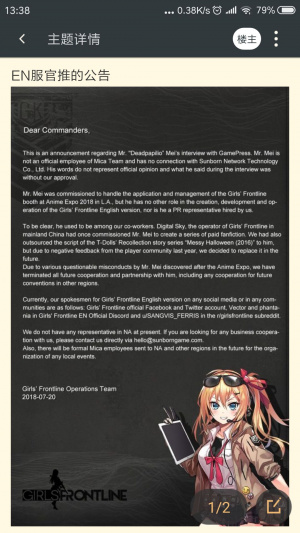 13:38
... 0.38K/s 79%
主题详情
楼主
EN服官推的公告
Dear Commanders,
This is an announcement regarding Mr. "Deadpapilio" Mei's interview with GamePress. Mr. Mei is
not an official employee of Mica Team and has no connection with Sunborn Network Technology
Co., Ltd. His words do not represent official opinion and what he said during the interview was
without our approval.
Mr. Mei was commissioned to handle the application and management of the Girls' Frontline
booth at Anime Expo 2018 in L.A., but he has no other role in the creation, development and op-
eration of the Girls' Frontline English version, nor is he a PR representative hired by us.
To be clear, he used to be among our co-workers. Digital Sky, the operator of Girls' Frontline in
mainland China had once commissioned Mr. Mei to create a series of paid fanfiction. We had also
outsourced the script of the T-Dolls' Recollection story series "Messy Halloween (2016)" to him,
but due to negative feedback from the player community last year, we decided to replace it in the
future.
Due to various questionable misconducts by Mr. Mei discovered after the Anime Expo, we have
terminated all future cooperation and partnership with him, including any cooperation for future
conventions in other regions.
Currently, our spokesmen for Girls' Frontline English version on any social media or in any com-
munities are as follows: Girls' Frontline official Facebook and Twitter account, Vector and phanta-
nia in Girls' Frontline EN Official Discord and u/SANGVIS_FERRIS in the r/girlsfrontline subreddit.
We do not have any representative in NA at present. If you are looking for any business coopera-
tion with us, please contact us directly via hello@sunborngame.com.
Also, there will be formal Mica employees sent to NA and other regions in the future for the orga-
nization of any local events.
Girls' Frontline Operations Team
2018-07-20
GIRLS FRONTLINE
1/2